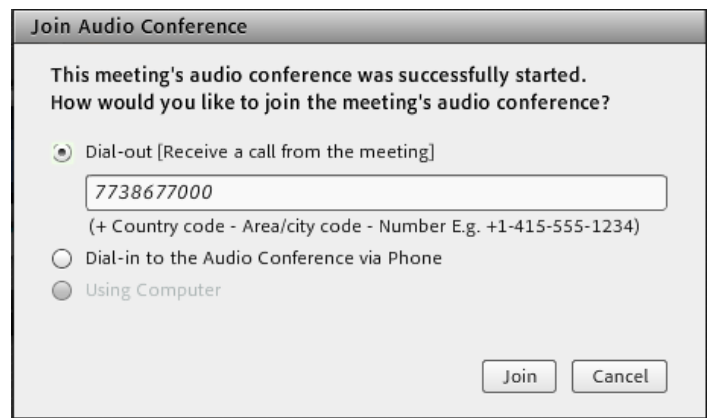 Join Audio Conference
This meeting's audio conference was successfully started.
How would you like to join the meeting's audio conference?
Dial-out [Receive a call from the meeting]
7738677000
(+ Country code - Area/city code - Number E.g. +1-415-555-1234)
Dial-in to the Audio Conference via Phone
Using Computer
Join Cancel